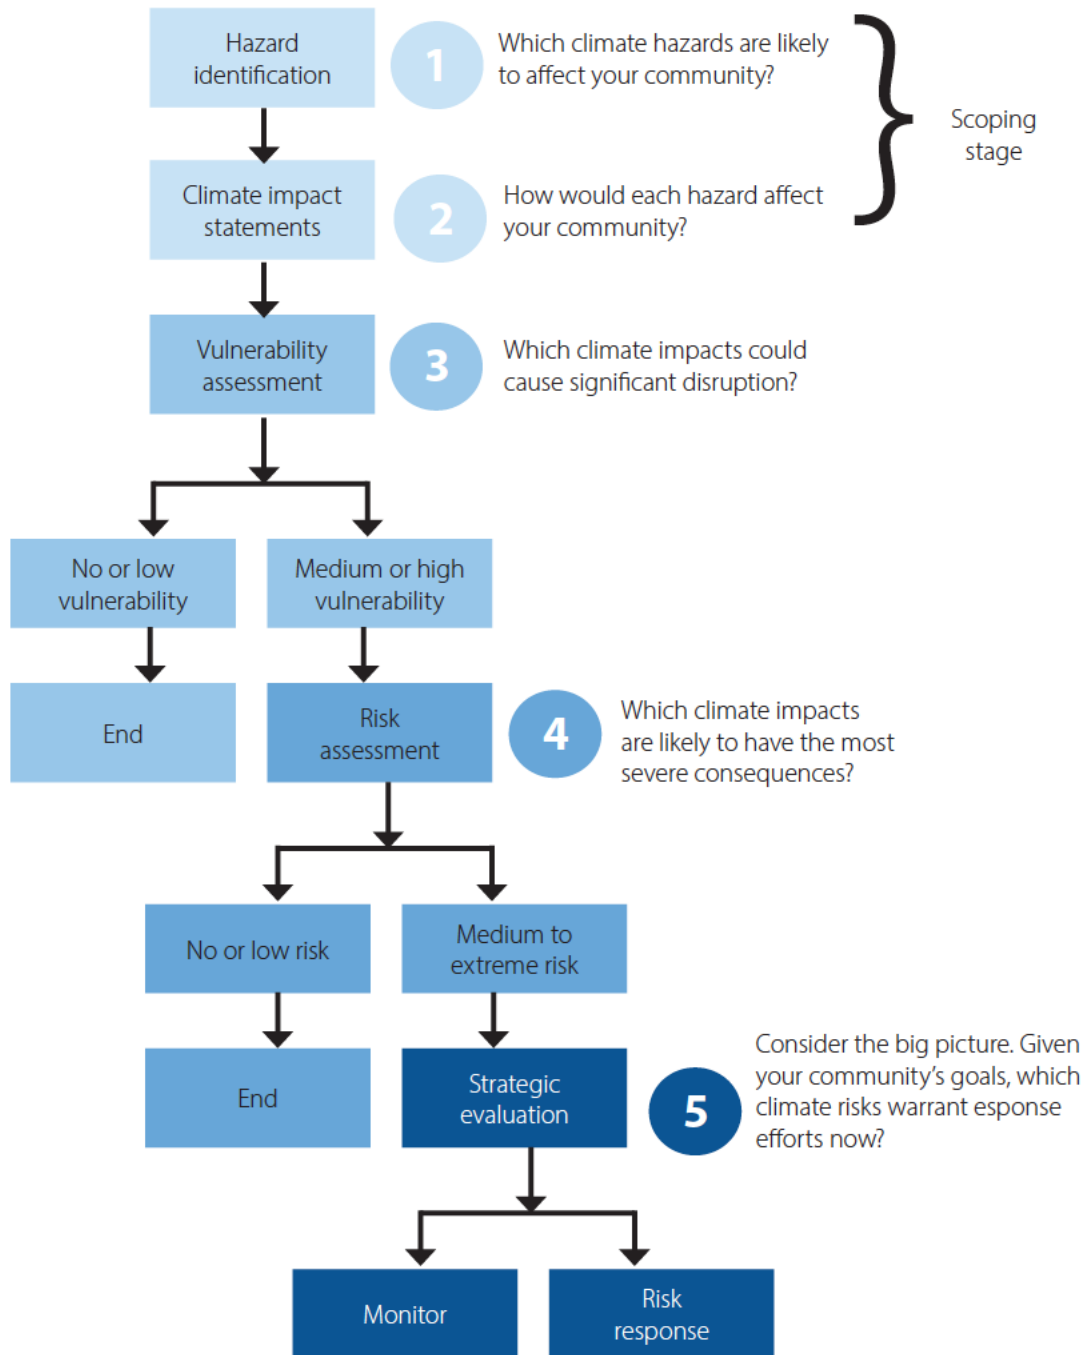 Hazard
identification
1
Which climate hazards are likely
to affect your community?
Scoping
stage
Climate impact
statements
2
How would each hazard affect
your community?
Vulnerability
assessment
3
Which climate impacts could
cause significant disruption?
No or low
vulnerability
Medium or high
vulnerability
End
Risk
assessment
4
Which climate impacts
are likely to have the most
severe consequences?
No or low risk
Medium to
extreme risk
End
Strategic
evaluation
5
Consider the big picture. Given
your community’s goals, which
climate risks warrant esponse
efforts now?
Monitor
Risk
response